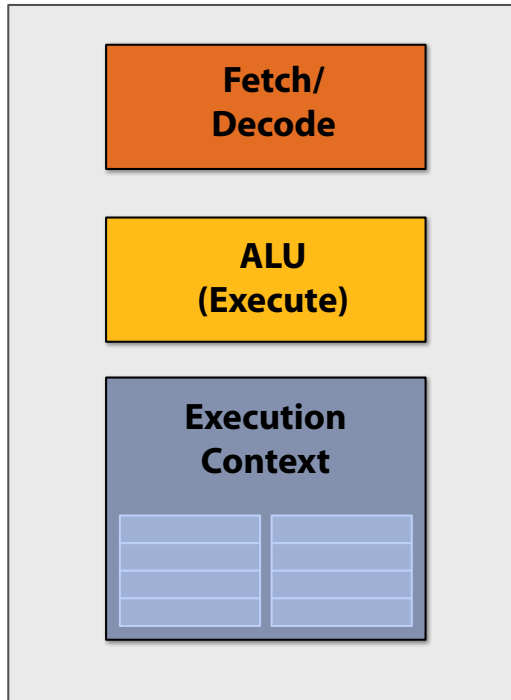 Fetch/
Decode
ALU
(Execute)
Execution
Context